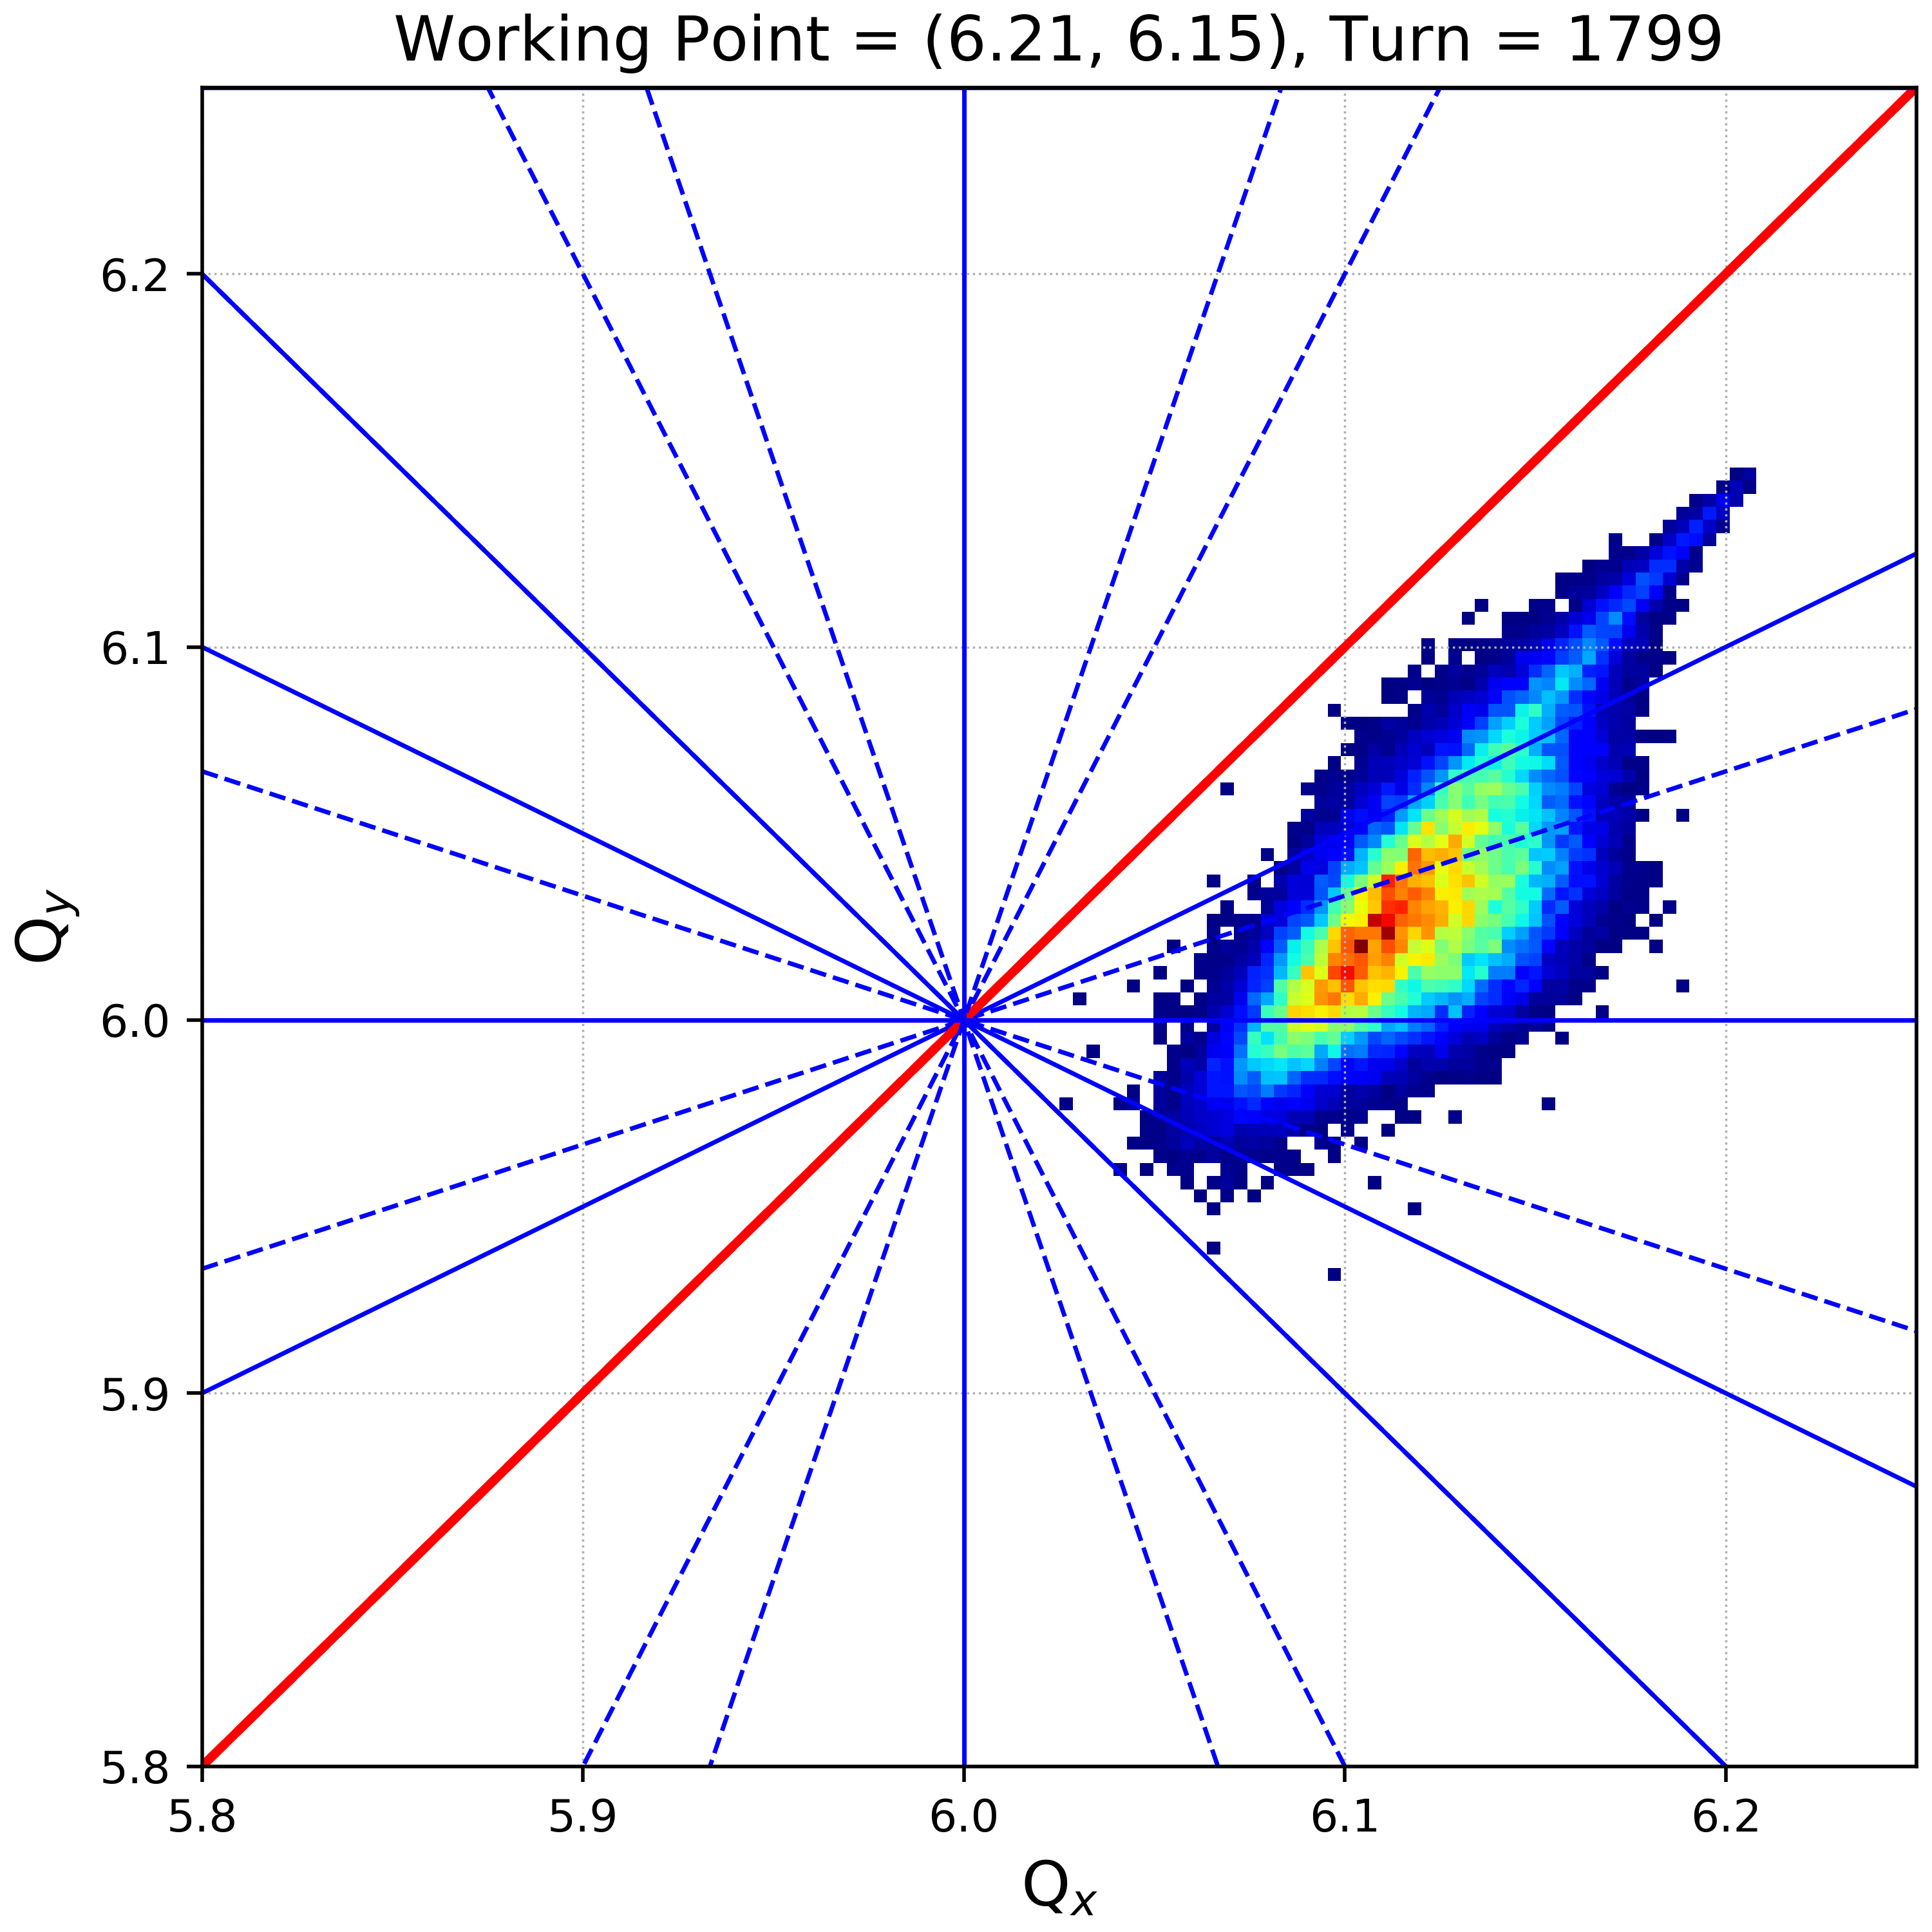 Working Point = (6.21, 6.15), Turn = 1799
6.2
6.1
6.0
5.9
5.8
Qy
5.8 5.9 6.0 6.1 6.2
Qx